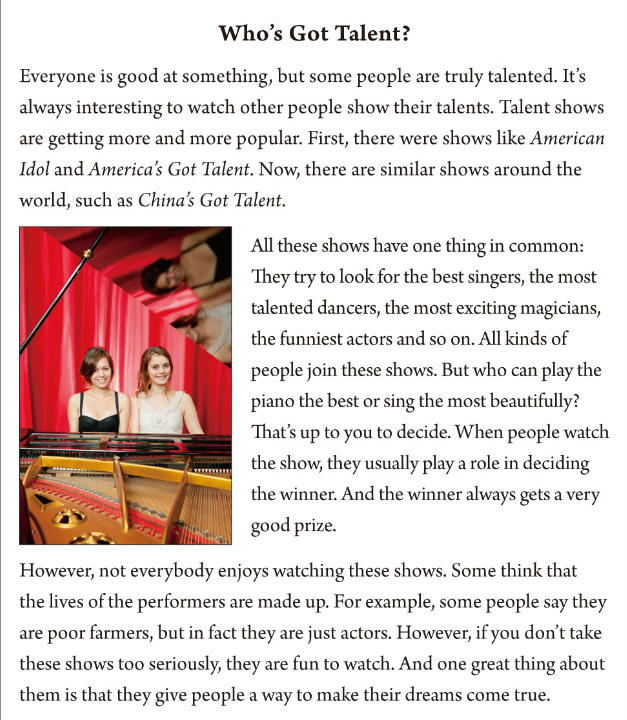 Who's Got Talent?
Everyone is good at something, but some people are truly talented. It's
always interesting to watch other people show their talents. Talent shows
are getting more and more popular. First, there were shows like American
Idol and America's Got Talent. Now, there are similar shows around the
world, such as China's Got Talent.
All these shows have one thing in common:
They try to look for the best singers, the most
talented dancers, the most exciting magicians,
the funniest actors and so on. All kinds of
people join these shows. But who can play the
piano the best or sing the most beautifully?
That's up to you to decide. When people watch
the show, they usually play a role in deciding
the winner. And the winner always gets a very
good prize.
However, not everybody enjoys watching these shows. Some think that
the lives of the performers are made up. For example, some people say they
are poor farmers, but in fact they are just actors. However, if you don't take
these shows too seriously, they are fun to watch. And one great thing about
them is that they give people a way to make their dreams come true.